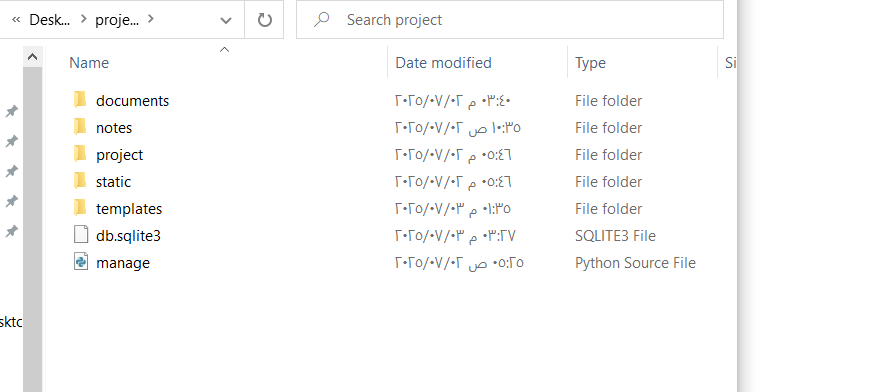 « Desk... > proje... >
Search project
Name Date modified Type Si
documents ٠٣:٤٠ م ٢٠٢٥/٠٧/٠٢ File folder
notes ١٠:٣٥ ص ٢٠٢٥/٠٧/٠٢ File folder
project ٠٥:٤٦ م ٢٠٢٥/٠٧/٠٢ File folder
static ٠٥:٤٦ م ٢٠٢٥/٠٧/٠٢ File folder
templates ٠١:٣٥ م ٢٠٢٥/٠٧/٠٣ File folder
db.sqlite3 ٠٣:٢٧ م ٢٠٢٥/٠٧/٠٣ SQLITE3 File
manage ٠٥:٢٥ ص ٢٠٢٥/٠٧/٠٢ Python Source File
sktc